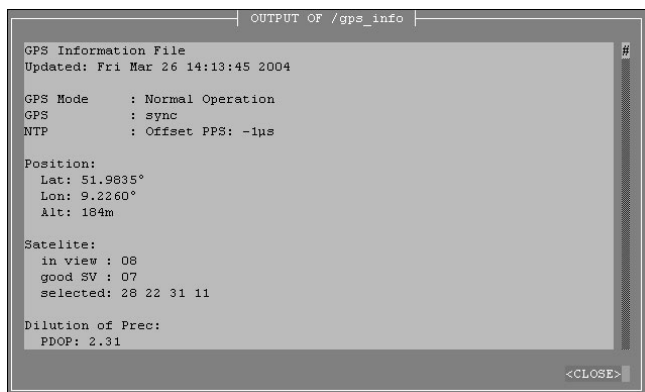 OUTPUT OF /gps_info
GPS Information File #
Updated: Fri Mar 26 14:13:45 2004
GPS Mode : Normal Operation
GPS : sync
NTP : Offset PPS: -1µs
Position:
Lat: 51.9835°
Lon: 9.2260°
Alt: 184m
Satelite:
in view : 08
good SV : 07
selected: 28 22 31 11
Dilution of Prec:
PDOP: 2.31
<CLOSE>